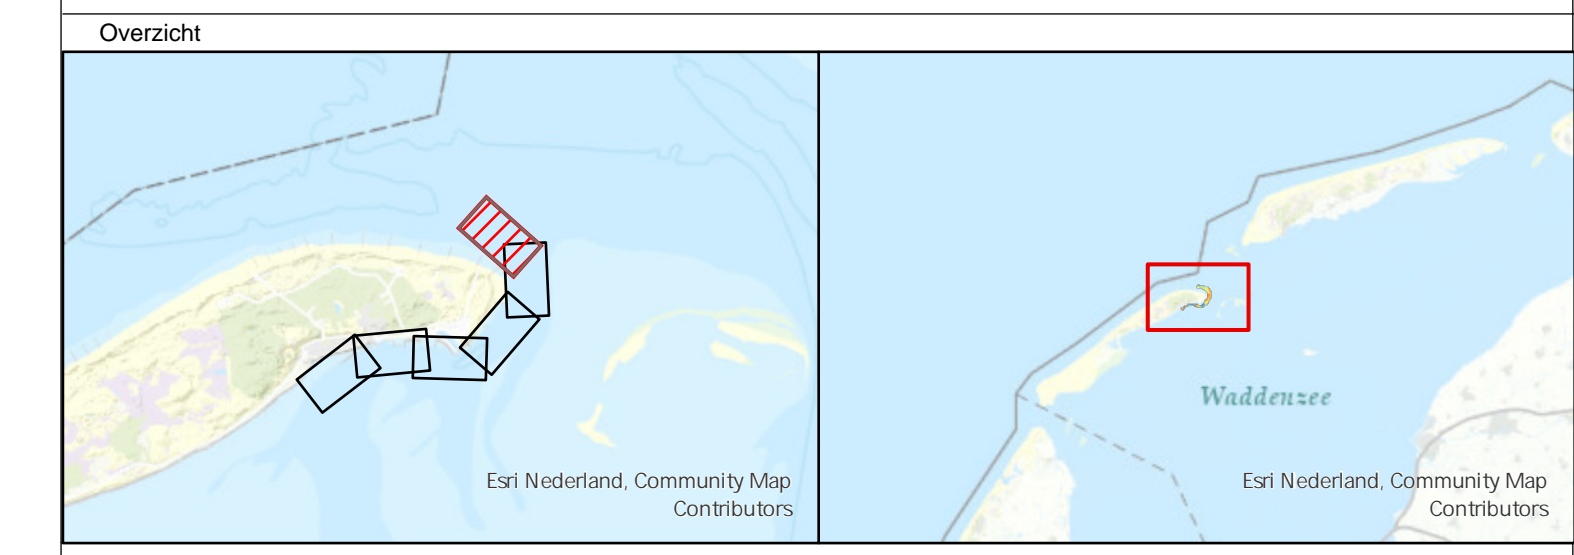 Overzicht
Esri Nederland, Community Map
Contributors
Waddenzee
Esri Nederland, Community Map
Contributors